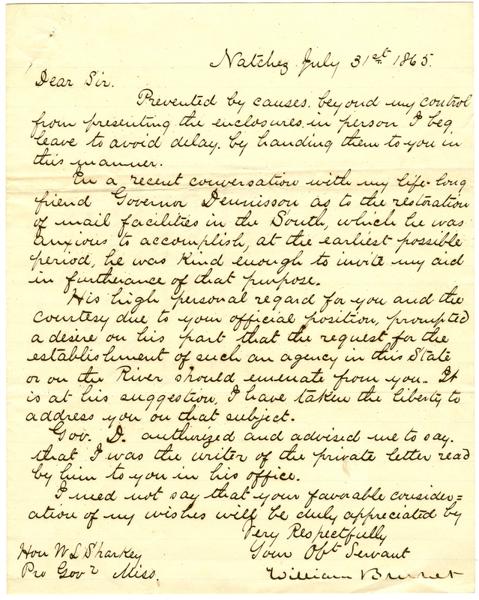 Natchez July 31st 1865.
Dear Sir.
Prevented by causes beyond my control
from presenting the enclosures in person I beg
leave to avoid delay by handing them to you in
this manner.
In a recent conversation with my life-long
friend Governor Dennisson as to the restoration
of mail facilities in the South, which he was
anxious to accomplish, at the earliest possible
period, he was kind enough to invite my aid
in furtherance of that purpose.
His high personal regard for you and the
courtesy due to your official position, prompted
a desire on his part that the request for the
establishment of such an agency in this State
or on the River should emenate from you. It
is at his suggestion, I have taken the liberty to
address you on that subject.
Gov. D. authorized and advised me to say.
that I was the writer of the private letter read
by him to you in his office.
I need not say that your favorable consider=
ation of my wishes will be duly appreciated by
Very Respectfully
Your Obt Servant
William
Hon W L Sharkey
Pro Govr Miss.